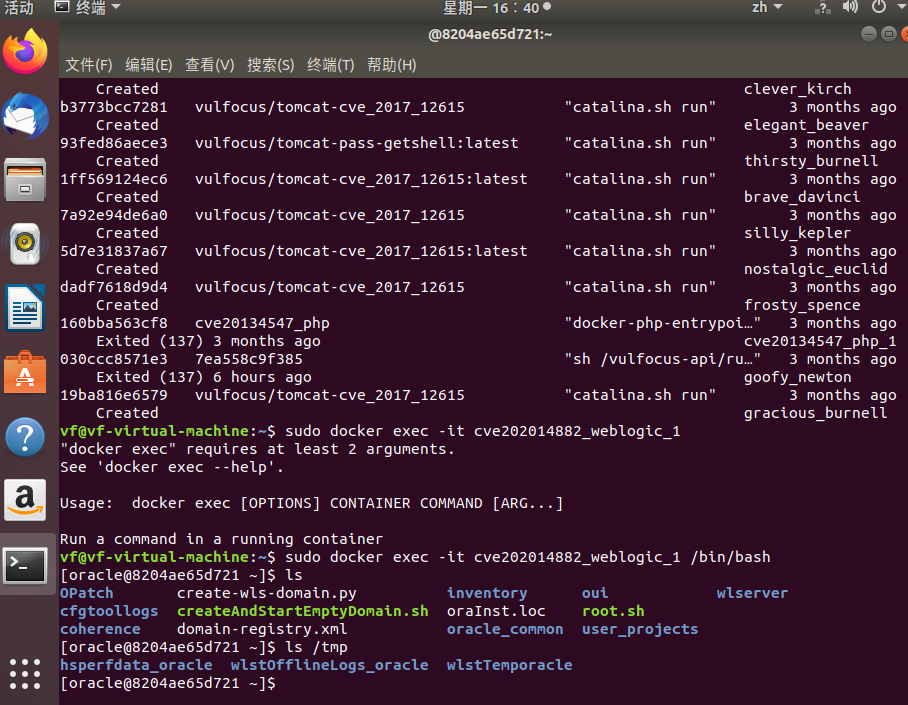 活动 终端 星期一 16：40 zh
@8204ae65d721:~
文件(F) 编辑(E) 查看(V) 搜索(S) 终端(T) 帮助(H)
Created clever_kirch
b3773bcc7281 vulfocus/tomcat-cve_2017_12615 "catalina.sh run" 3 months ago
Created elegant_beaver
93fed86aece3 vulfocus/tomcat-pass-getshell:latest "catalina.sh run" 3 months ago
Created thirsty_burnell
1ff569124ec6 vulfocus/tomcat-cve_2017_12615:latest "catalina.sh run" 3 months ago
Created brave_davinci
7a92e94de6a0 vulfocus/tomcat-cve_2017_12615 "catalina.sh run" 3 months ago
Created silly_kepler
5d7e31837a67 vulfocus/tomcat-cve_2017_12615:latest "catalina.sh run" 3 months ago
Created nostalgic_euclid
dadf7618d9d4 vulfocus/tomcat-cve_2017_12615 "catalina.sh run" 3 months ago
Created frosty_spence
160bba563cf8 cve20134547_php "docker-php-entrypoi…" 3 months ago
Exited (137) 3 months ago cve20134547_php_1
030ccc8571e3 7ea558c9f385 "sh /vulfocus-api/ru…" 3 months ago
Exited (137) 6 hours ago goofy_newton
19ba816e6579 vulfocus/tomcat-cve_2017_12615 "catalina.sh run" 3 months ago
Created gracious_burnell
vf@vf-virtual-machine:~$ sudo docker exec -it cve202014882_weblogic_1
"docker exec" requires at least 2 arguments.
See 'docker exec --help'.
Usage:  docker exec [OPTIONS] CONTAINER COMMAND [ARG...]
Run a command in a running container
vf@vf-virtual-machine:~$ sudo docker exec -it cve202014882_weblogic_1 /bin/bash
[oracle@8204ae65d721 ~]$ ls
OPatch create-wls-domain.py inventory oui wlserver
cfgtoollogs createAndStartEmptyDomain.sh oraInst.loc root.sh
coherence domain-registry.xml oracle_common user_projects
[oracle@8204ae65d721 ~]$ ls /tmp
hsperfdata_oracle wlstOfflineLogs_oracle wlstTemporacle
[oracle@8204ae65d721 ~]$